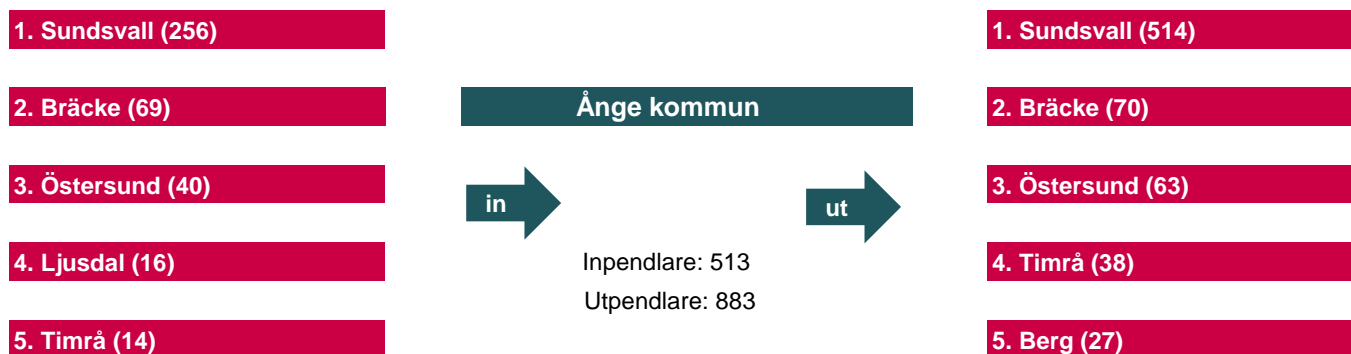 1. Sundsvall (256)
2. Bräcke (69)
3. Östersund (40)
4. Ljusdal (16)
5. Timrå (14)
Ånge kommun
in
ut
Inpendlare: 513
Utpendlare: 883
1. Sundsvall (514)
2. Bräcke (70)
3. Östersund (63)
4. Timrå (38)
5. Berg (27)